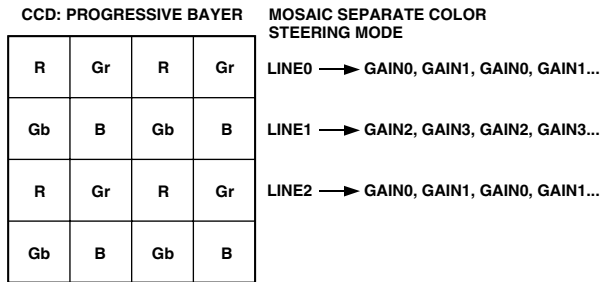 CCD: PROGRESSIVE BAYER
MOSAIC SEPARATE COLOR
STEERING MODE
R Gr R Gr
LINE0 GAIN0, GAIN1, GAIN0, GAIN1...
Gb B Gb B
LINE1 GAIN2, GAIN3, GAIN2, GAIN3...
R Gr R Gr
LINE2 GAIN0, GAIN1, GAIN0, GAIN1...
Gb B Gb B